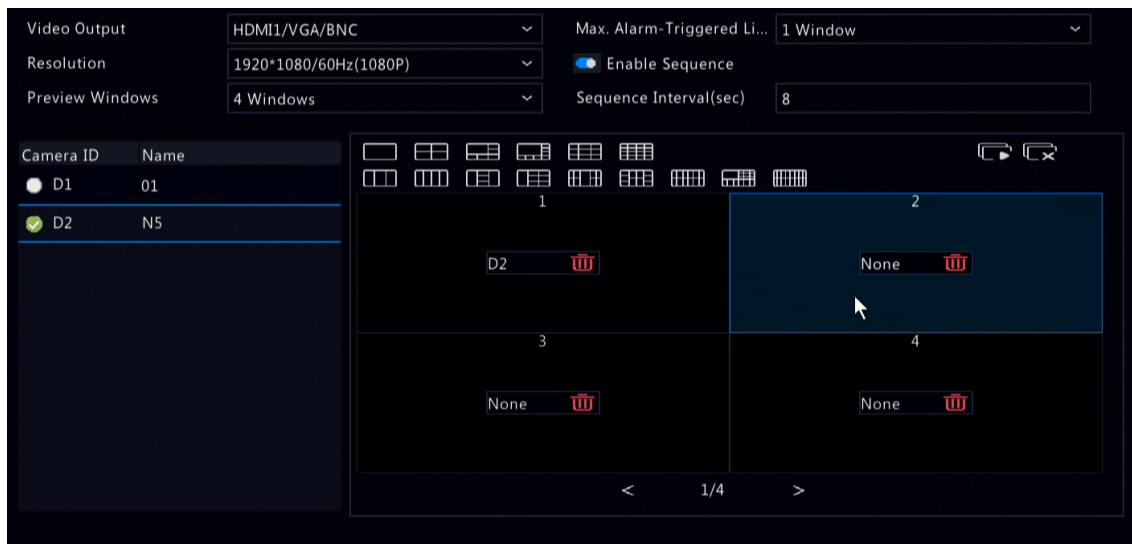 Video Output HDMI1/VGA/BNC Max. Alarm-Triggered Li... 1 Window
Resolution 1920*1080/60Hz(1080P) Enable Sequence
Preview Windows 4 Windows Sequence Interval(sec) 8
Camera ID Name
D1 01
D2 N5
1 2
D2 None
3 4
None None
< 1/4 >